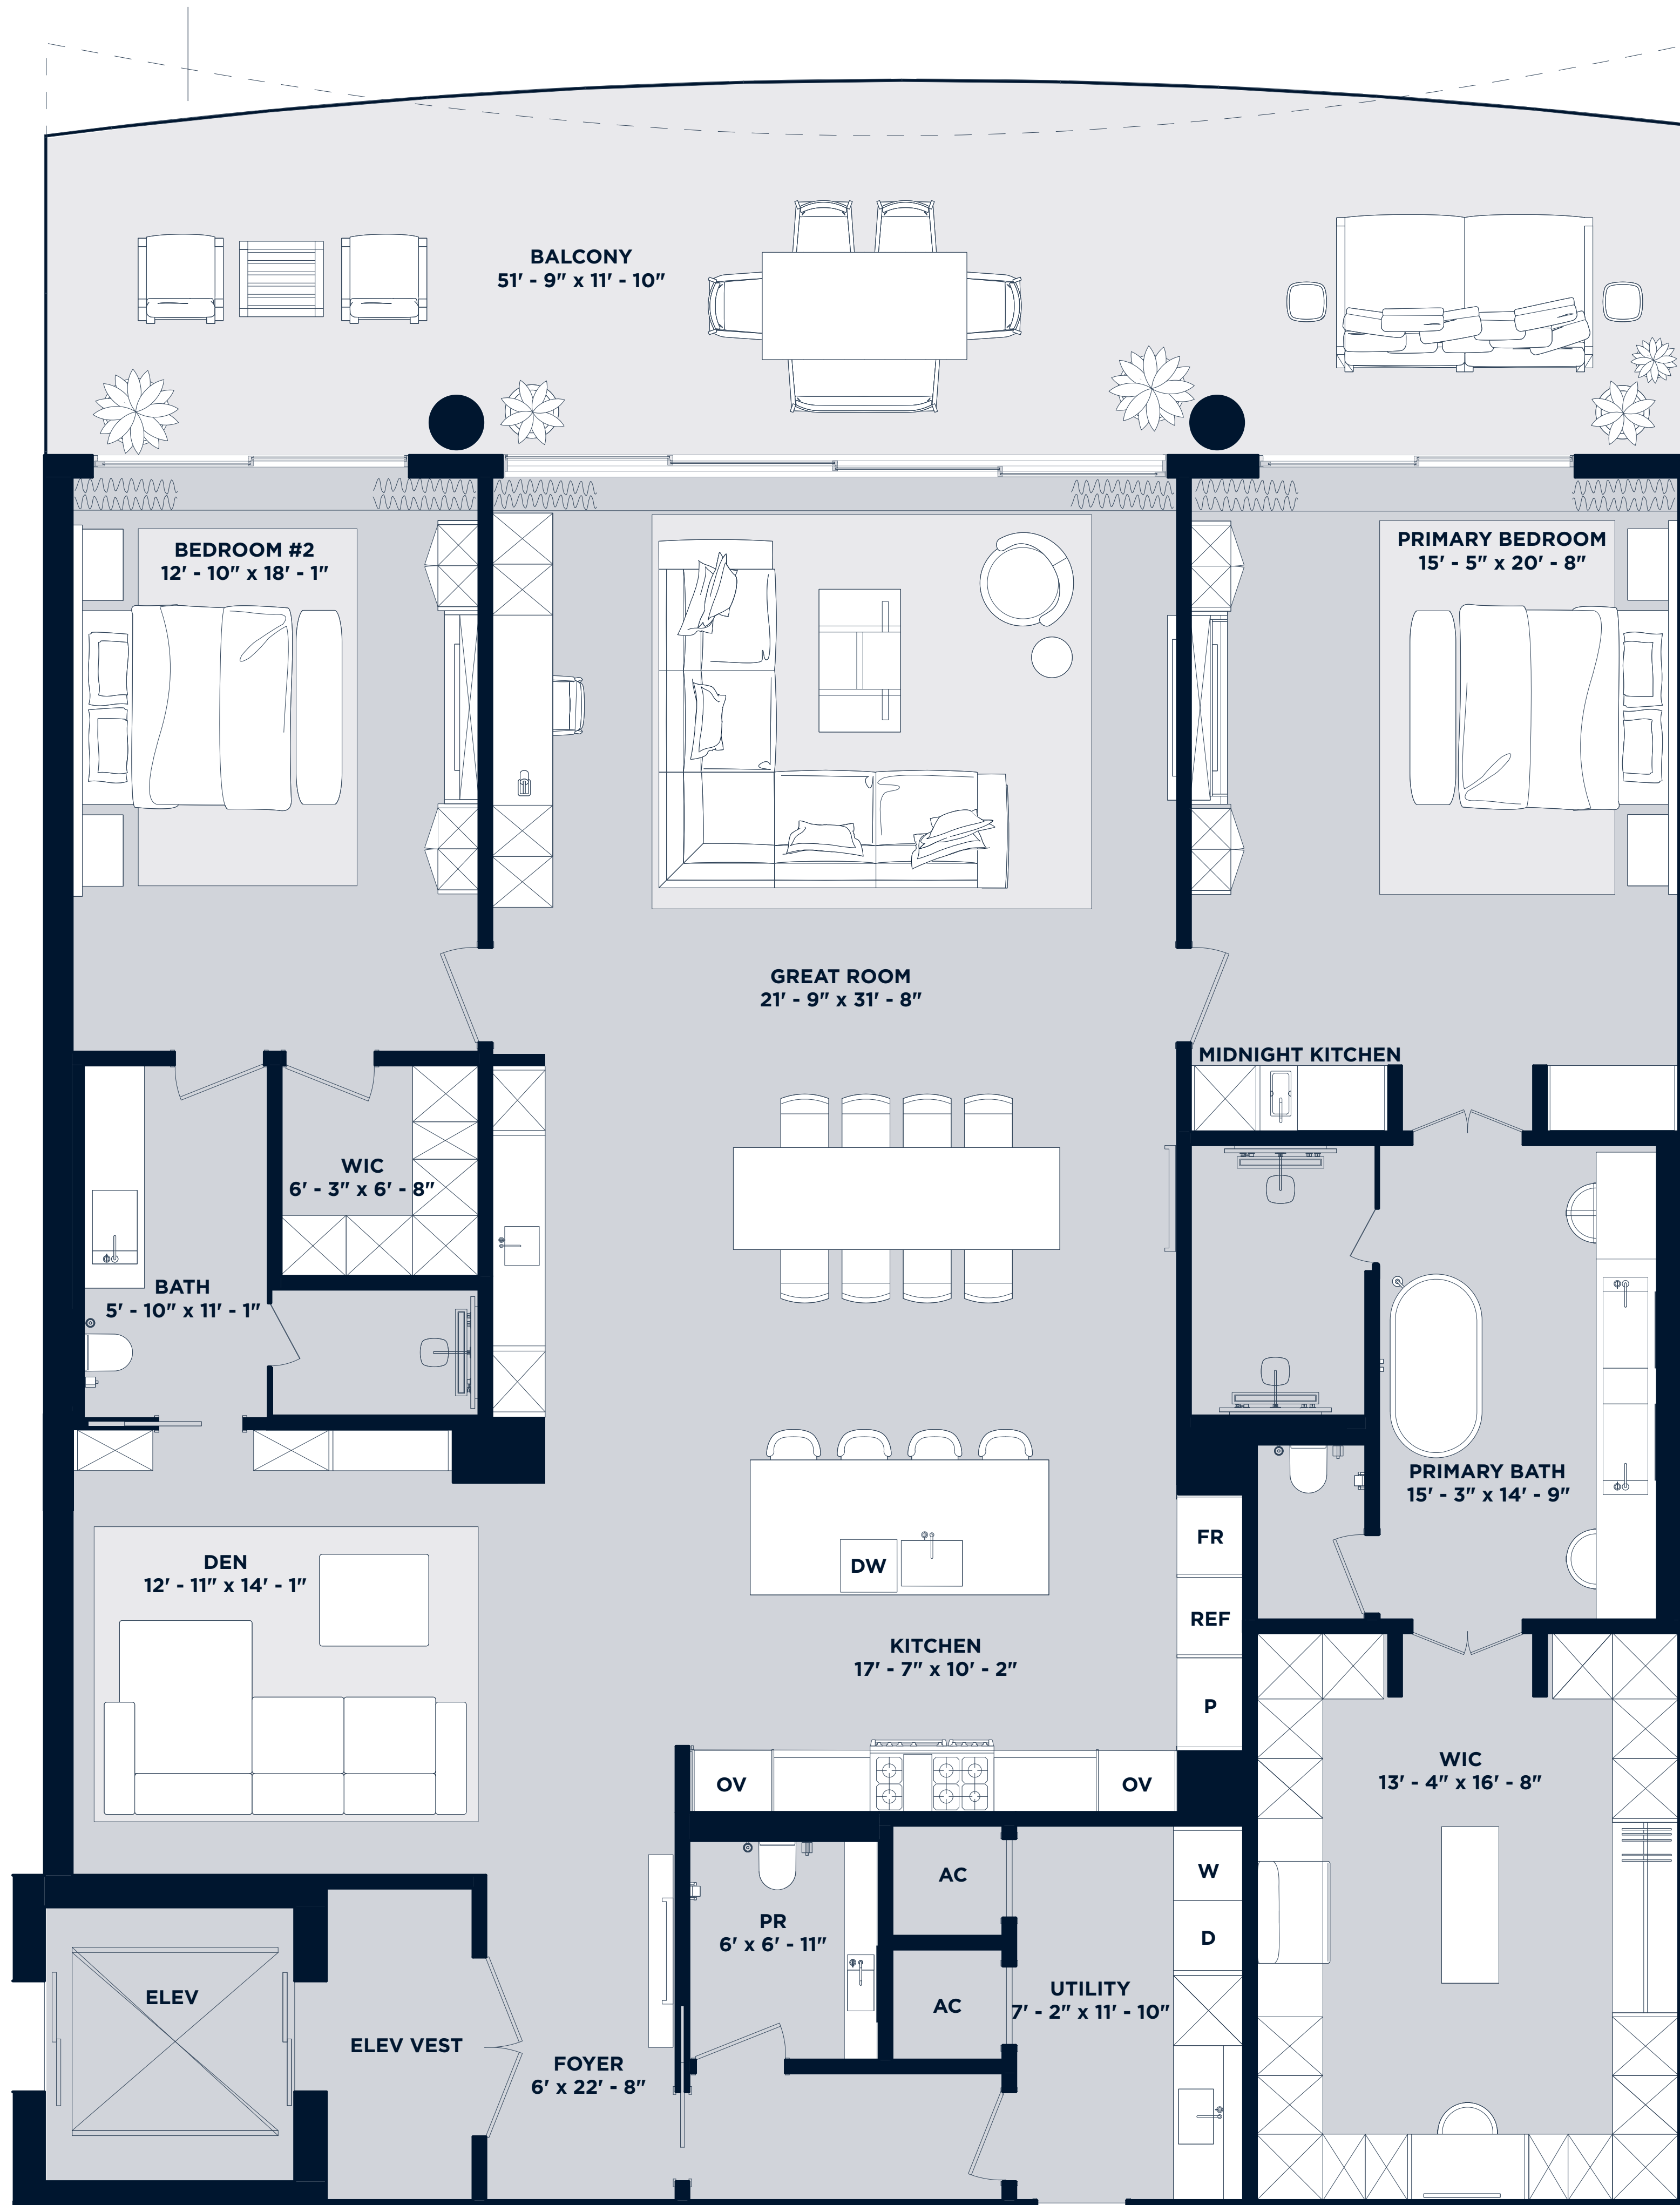 BALCONY
51' - 9" x 11' - 10"
BEDROOM #2
12' - 10" x 18' - 1"
PRIMARY BEDROOM
15' - 5" x 20' - 8"
GREAT ROOM
21' - 9" x 31' - 8"
MIDNIGHT KITCHEN
WIC
6' - 3" x 6' - 8"
BATH
5' - 10" x 11' - 1"
PRIMARY BATH
15' - 3" x 14' - 9"
DEN
12' - 11" x 14' - 1"
DW
FR
REF
P
KITCHEN
17' - 7" x 10' - 2"
OV
OV
WIC
13' - 4" x 16' - 8"
AC
W
D
PR
6' x 6' - 11"
AC
UTILITY
7' - 2" x 11' - 10"
ELEV
ELEV VEST
FOYER
6' x 22' - 8"